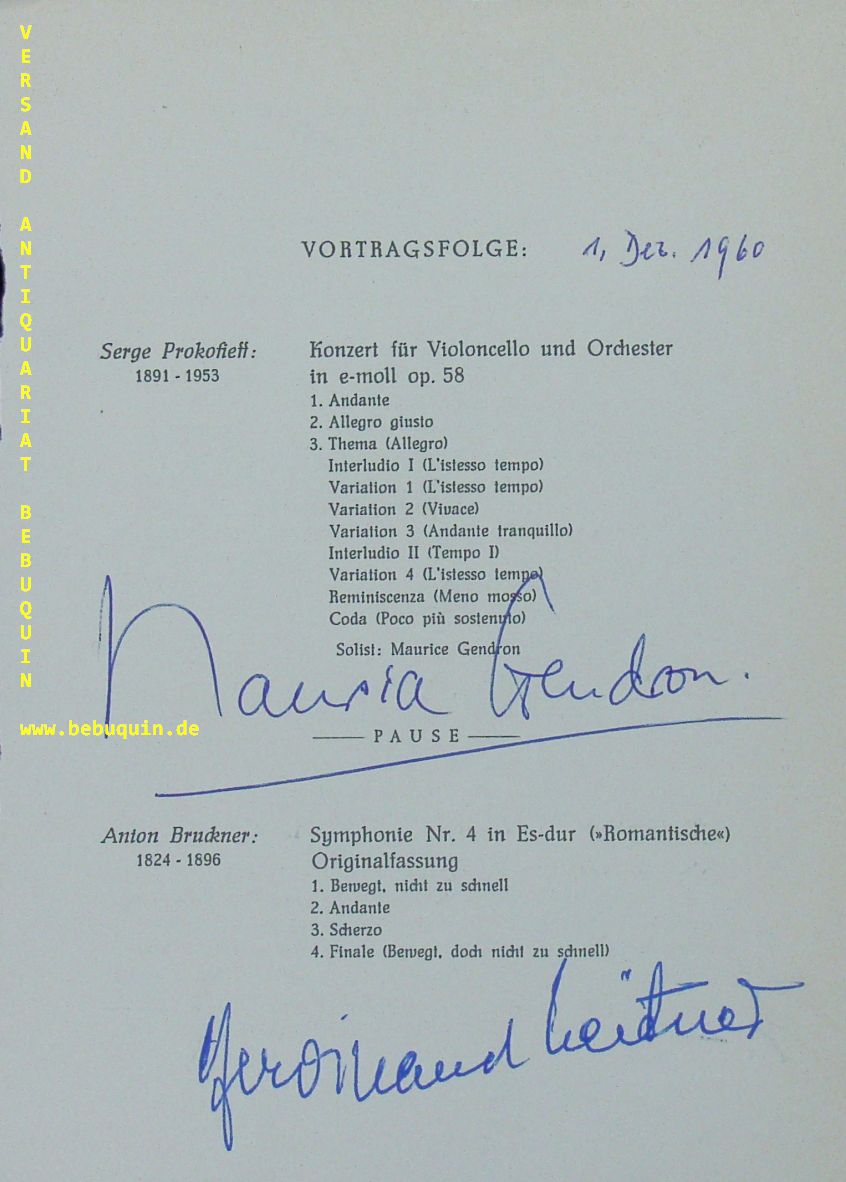 VERSAND ANTIQUARIAT BEBUQUIN
www.bebuquin.de
VORTRAGSFOLGE: 1, Dez. 1960
Serge Prokofieff: Konzert für Violoncello und Orchester
1891 - 1953 in e-moll op. 58
1. Andante
2. Allegro giusto
3. Thema (Allegro)
Interludio I (L'istesso tempo)
Variation 1 (L'istesso tempo)
Variation 2 (Vivace)
Variation 3 (Andante tranquillo)
Interludio II (Tempo I)
Variation 4 (L'istesso tempo)
Reminiscenza (Meno mosso)
Coda (Poco più sostenuto)
Solist: Maurice Gendron
Maurice Gendron.
PAUSE
Anton Bruckner: Symphonie Nr. 4 in Es-dur (»Romantische«)
1824 - 1896 Originalfassung
1. Bewegt, nicht zu schnell
2. Andante
3. Scherzo
4. Finale (Bewegt, doch nicht zu schnell)
Ferdinand Leitner